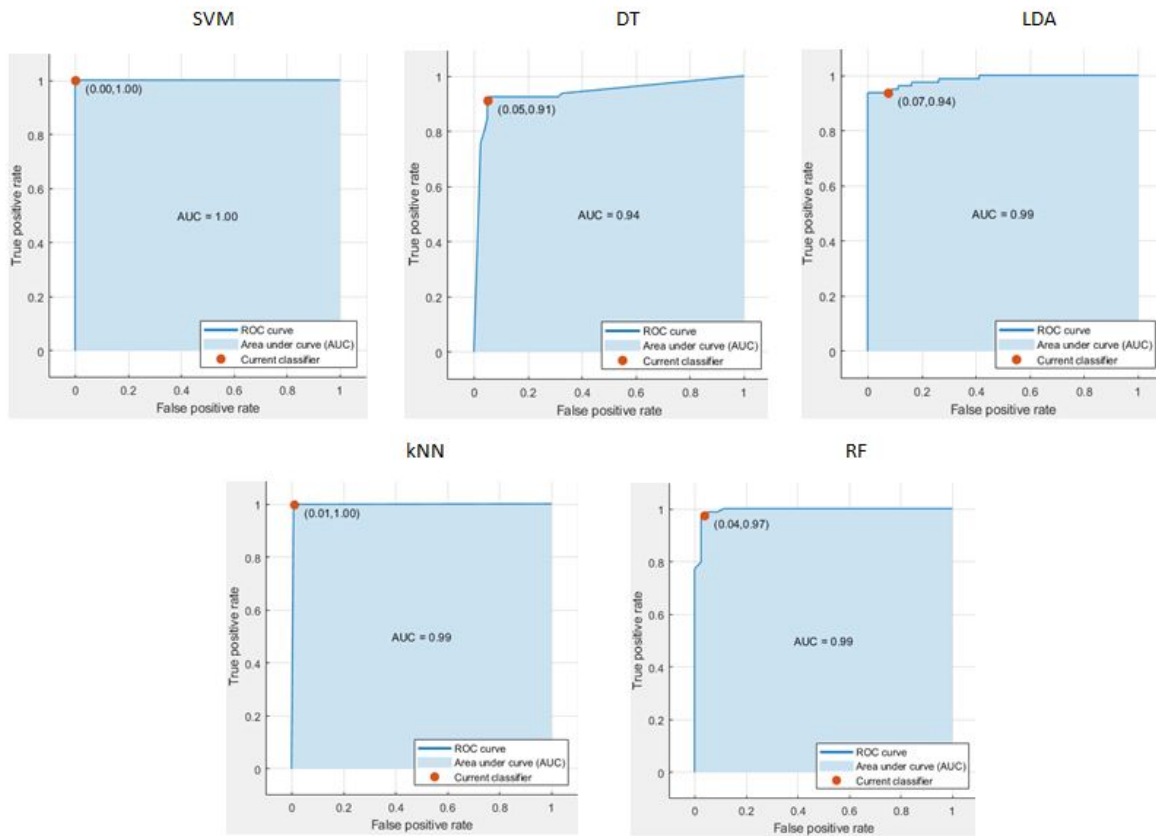 SVM
1
0.8
0.6
0.4
0.2
0
True positive rate
(0.00,1.00)
AUC = 1.00
ROC curve
Area under curve (AUC)
Current classifier
0 0.2 0.4 0.6 0.8 1
False positive rate
DT
1
0.8
0.6
0.4
0.2
0
True positive rate
(0.05,0.91)
AUC = 0.94
ROC curve
Area under curve (AUC)
Current classifier
0 0.2 0.4 0.6 0.8 1
False positive rate
LDA
1
0.8
0.6
0.4
0.2
0
True positive rate
(0.07,0.94)
AUC = 0.99
ROC curve
Area under curve (AUC)
Current classifier
0 0.2 0.4 0.6 0.8 1
False positive rate
kNN
1
0.8
0.6
0.4
0.2
0
True positive rate
(0.01,1.00)
AUC = 0.99
ROC curve
Area under curve (AUC)
Current classifier
0 0.2 0.4 0.6 0.8 1
False positive rate
RF
1
0.8
0.6
0.4
0.2
0
True positive rate
(0.04,0.97)
AUC = 0.99
ROC curve
Area under curve (AUC)
Current classifier
0 0.2 0.4 0.6 0.8 1
False positive rate